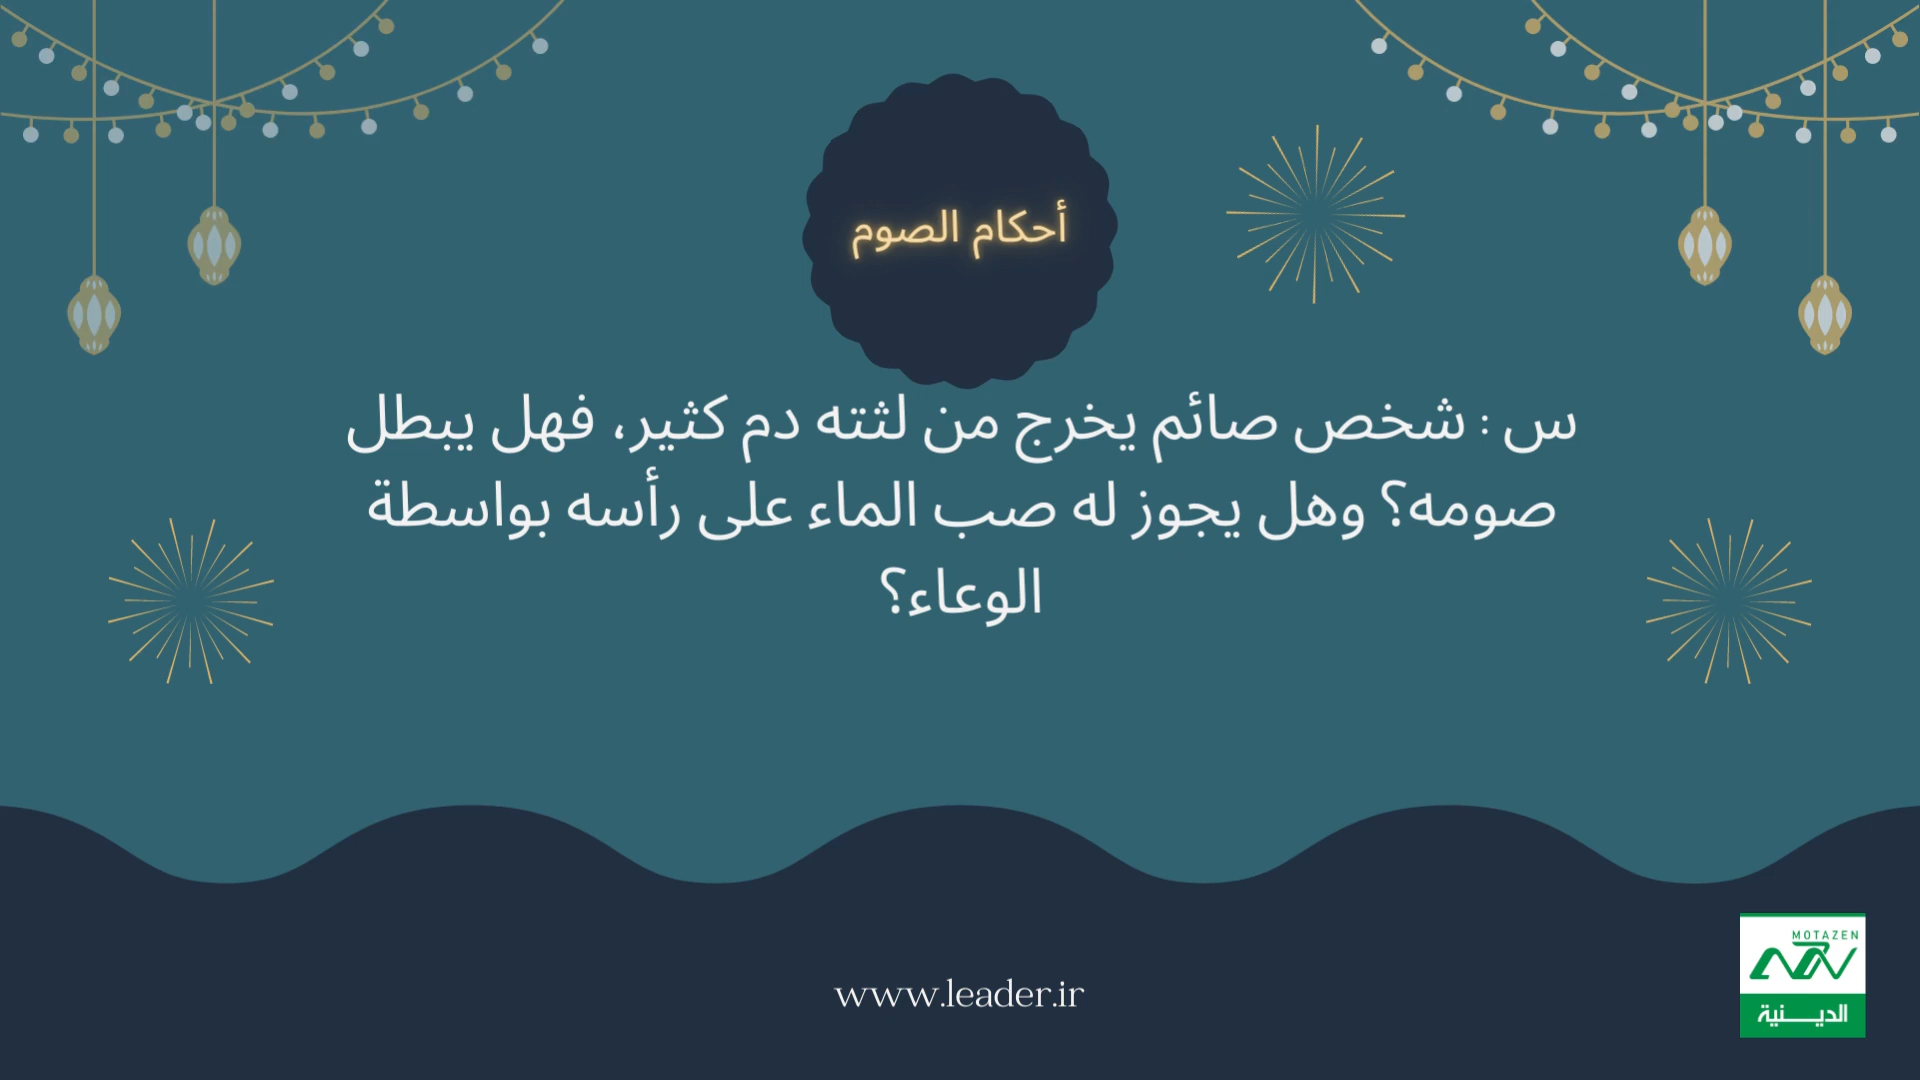 أحكام الصوم
س : شخص صائم يخرج من لثته دم كثير، فهل يبطل
صومه؟ وهل يجوز له صب الماء على رأسه بواسطة
الوعاء؟
www.leader.ir
MOTAZEN
الدينية